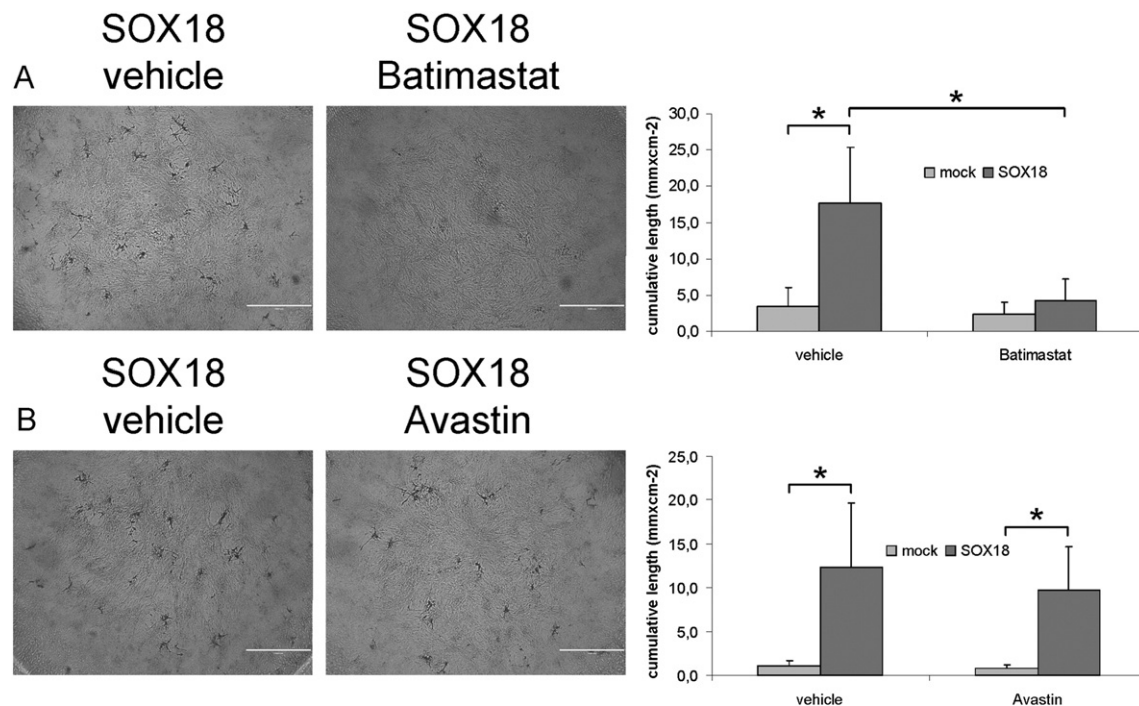 SOX18
vehicle
SOX18
Batimastat
A
cumulative length (mmxcm-2)
30,0
25,0
20,0
15,0
10,0
5,0
0,0
*
*
mock
SOX18
vehicle
Batimastat
SOX18
vehicle
SOX18
Avastin
B
cumulative length (mmxcm-2)
25,0
20,0
15,0
10,0
5,0
0,0
*
*
mock
SOX18
vehicle
Avastin